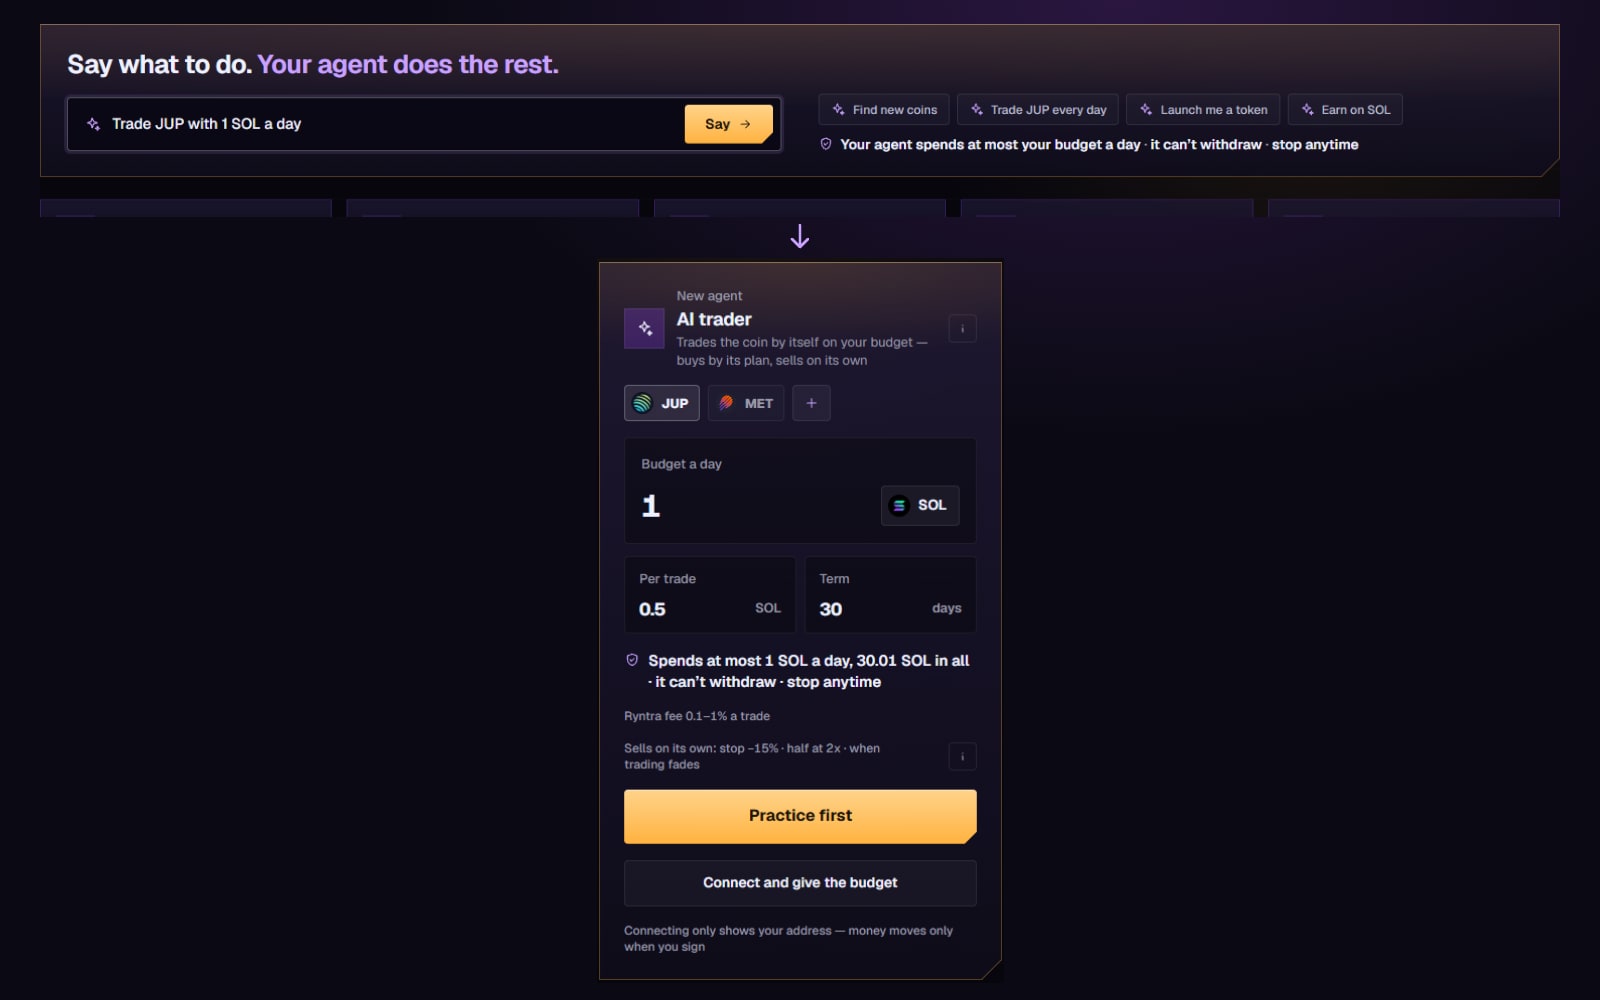 Say what to do. Your agent does the rest.
Trade JUP with 1 SOL a day
Say →
Find new coins
Trade JUP every day
Launch me a token
Earn on SOL
Your agent spends at most your budget a day · it can’t withdraw · stop anytime
New agent
AI trader
Trades the coin by itself on your budget —
buys by its plan, sells on its own
i
JUP
MET
+
Budget a day
1
SOL
Per trade
0.5 SOL
Term
30 days
Spends at most 1 SOL a day, 30.01 SOL in all
· it can’t withdraw · stop anytime
Ryntra fee 0.1–1% a trade
Sells on its own: stop −15% · half at 2x · when
trading fades
i
Practice first
Connect and give the budget
Connecting only shows your address — money moves only
when you sign